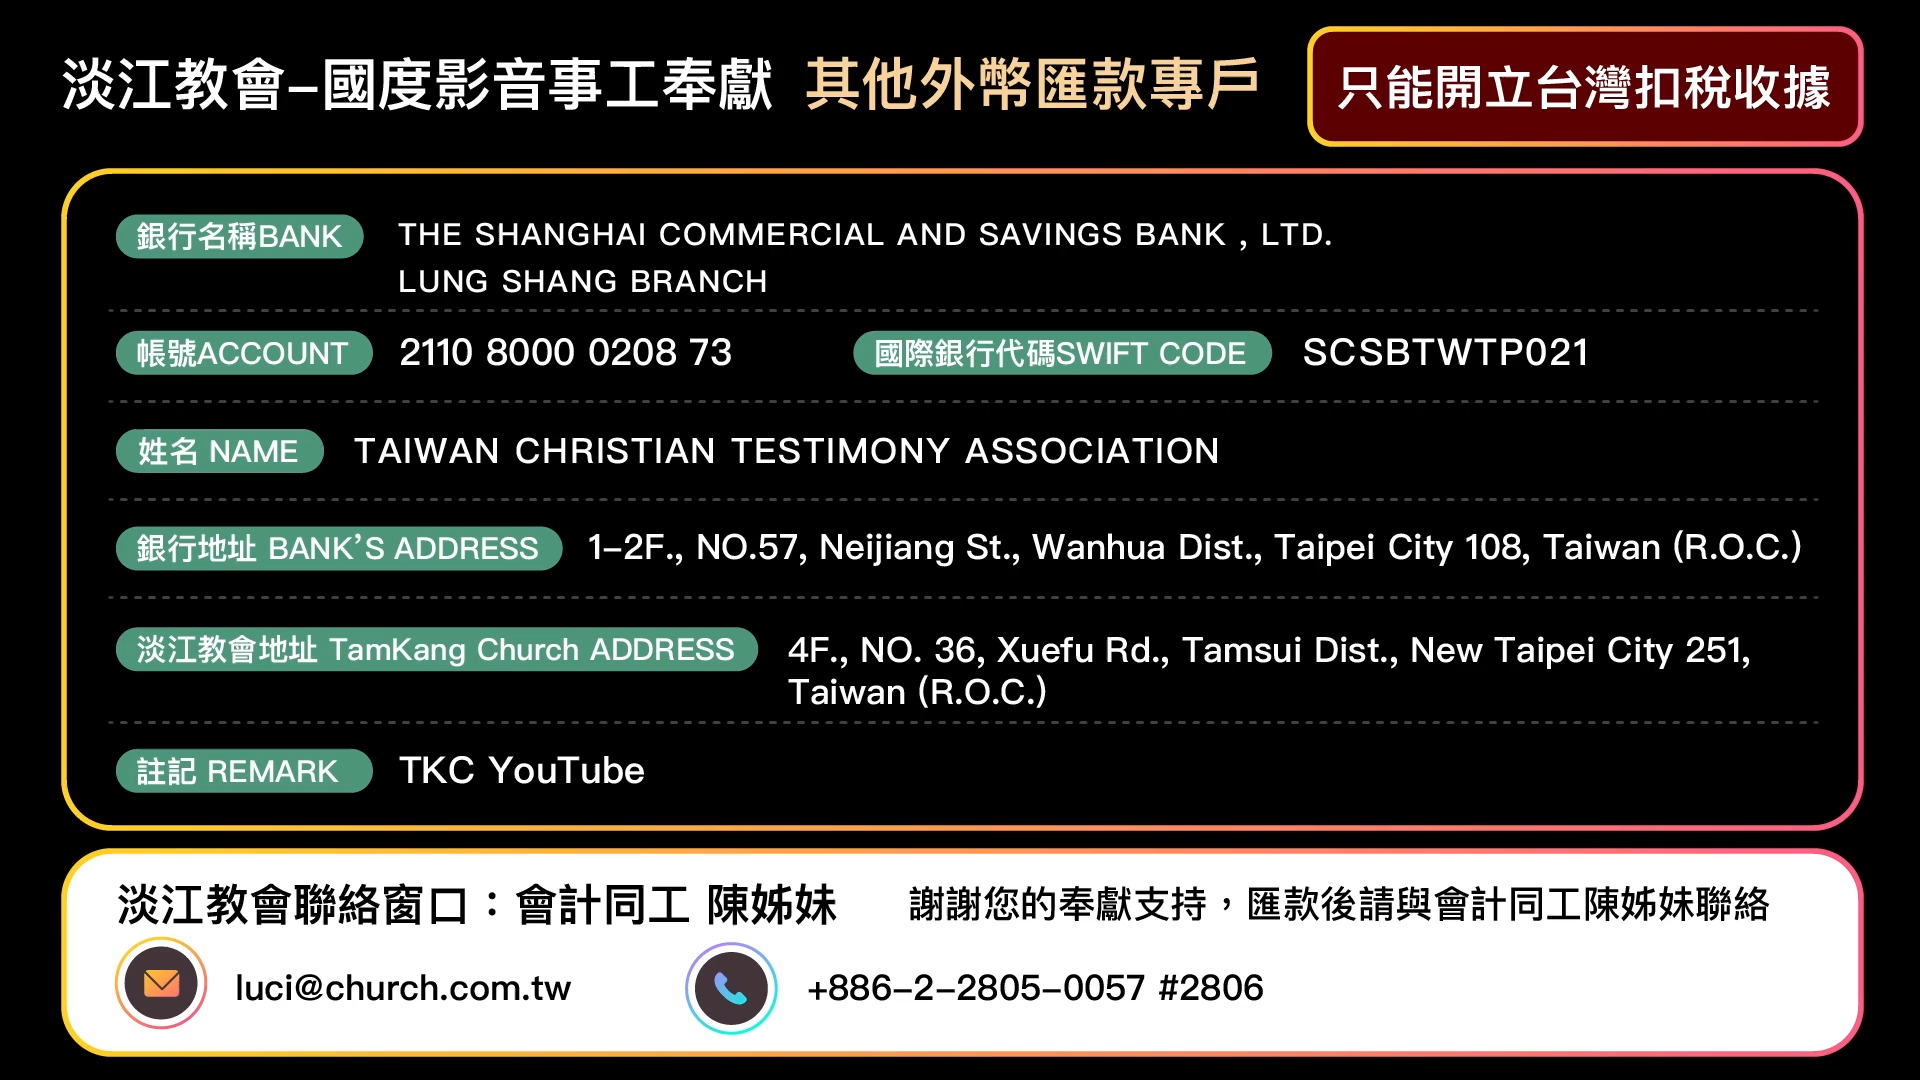 淡江教會–國度影音事工奉獻 其他外幣匯款專戶
只能開立台灣扣稅收據
銀行名稱BANK THE SHANGHAI COMMERCIAL AND SAVINGS BANK , LTD.
LUNG SHANG BRANCH
帳號ACCOUNT 2110 8000 0208 73 國際銀行代碼SWIFT CODE SCSBTWTP021
姓名 NAME TAIWAN CHRISTIAN TESTIMONY ASSOCIATION
銀行地址 BANK’S ADDRESS 1–2F., NO.57, Neijiang St., Wanhua Dist., Taipei City 108, Taiwan (R.O.C.)
淡江教會地址 TamKang Church ADDRESS 4F., NO. 36, Xuefu Rd., Tamsui Dist., New Taipei City 251,
Taiwan (R.O.C.)
註記 REMARK TKC YouTube
淡江教會聯絡窗口：會計同工 陳姊妹 謝謝您的奉獻支持，匯款後請與會計同工陳姊妹聯絡
luci@church.com.tw +886–2–2805–0057 #2806